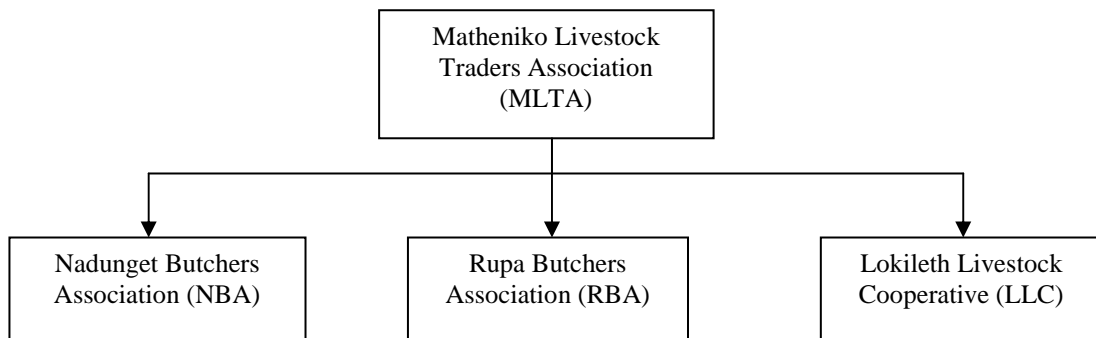 Matheniko Livestock
Traders Association
(MLTA)
Nadunget Butchers
Association (NBA)
Rupa Butchers
Association (RBA)
Lokileth Livestock
Cooperative (LLC)